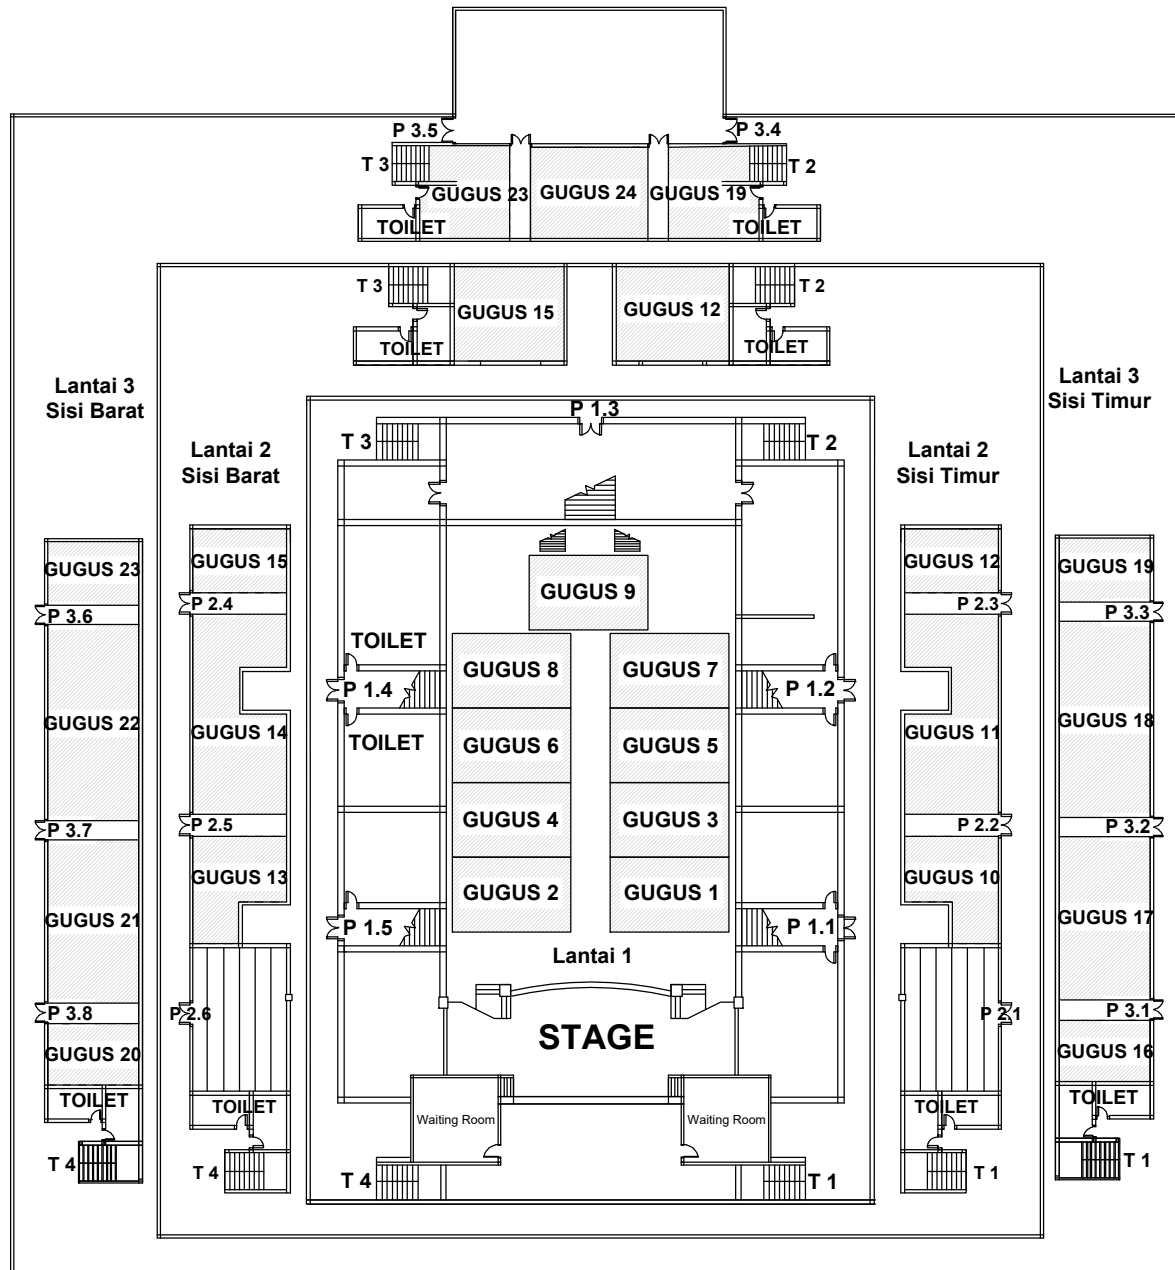 P 3.5
P 3.4
T 3
T 2
GUGUS 23
GUGUS 24
GUGUS 19
TOILET
TOILET
T 3
T 2
GUGUS 15
GUGUS 12
TOILET
TOILET
Lantai 3
Sisi Barat
Lantai 3
Sisi Timur
P 1.3
T 3
T 2
Lantai 2
Sisi Barat
Lantai 2
Sisi Timur
GUGUS 23
GUGUS 15
GUGUS 12
GUGUS 19
GUGUS 9
P 3.6
P 2.4
P 2.3
P 3.3
TOILET
GUGUS 8
GUGUS 7
P 1.4
P 1.2
GUGUS 22
GUGUS 14
TOILET
GUGUS 6
GUGUS 5
GUGUS 11
GUGUS 18
P 3.7
P 2.5
GUGUS 4
GUGUS 3
P 2.2
P 3.2
GUGUS 13
GUGUS 2
GUGUS 1
GUGUS 10
GUGUS 21
P 1.5
P 1.1
GUGUS 17
Lantai 1
P 3.8
P 2.6
P 2.1
P 3.1
STAGE
GUGUS 20
GUGUS 16
TOILET
TOILET
Waiting Room
Waiting Room
TOILET
TOILET
T 4
T 4
T 4
T 1
T 1
T 1